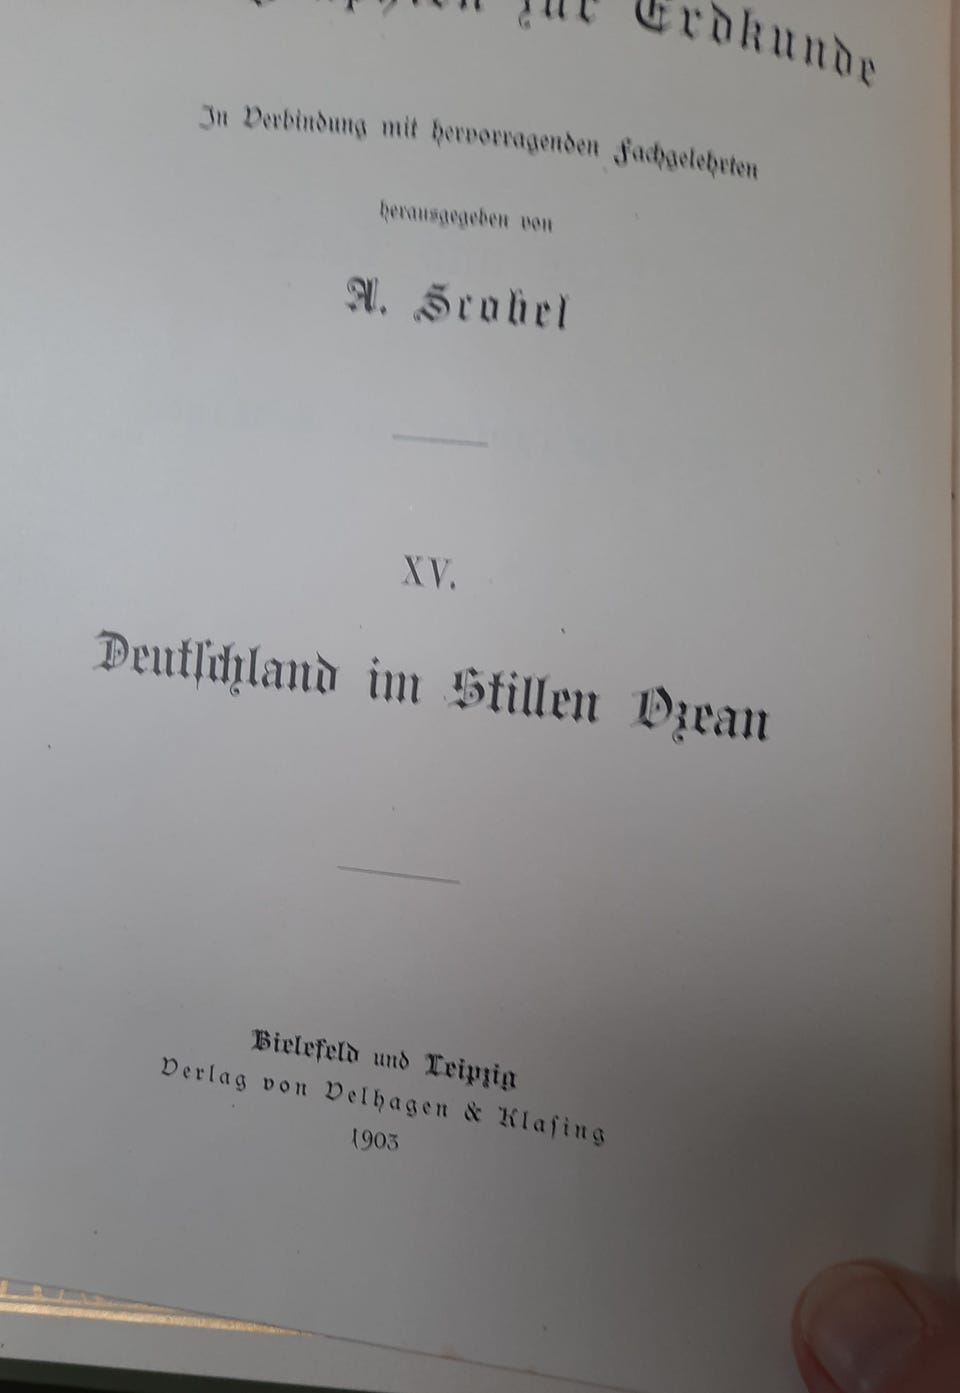 zur Erdkunde
In Verbindung mit hervorragenden Fachgelehrten
herausgegeben von
A. Scobel
XV.
Deutschland im Stillen Ozean
Bielefeld und Leipzig
Verlag von Velhagen & Klasing
1903